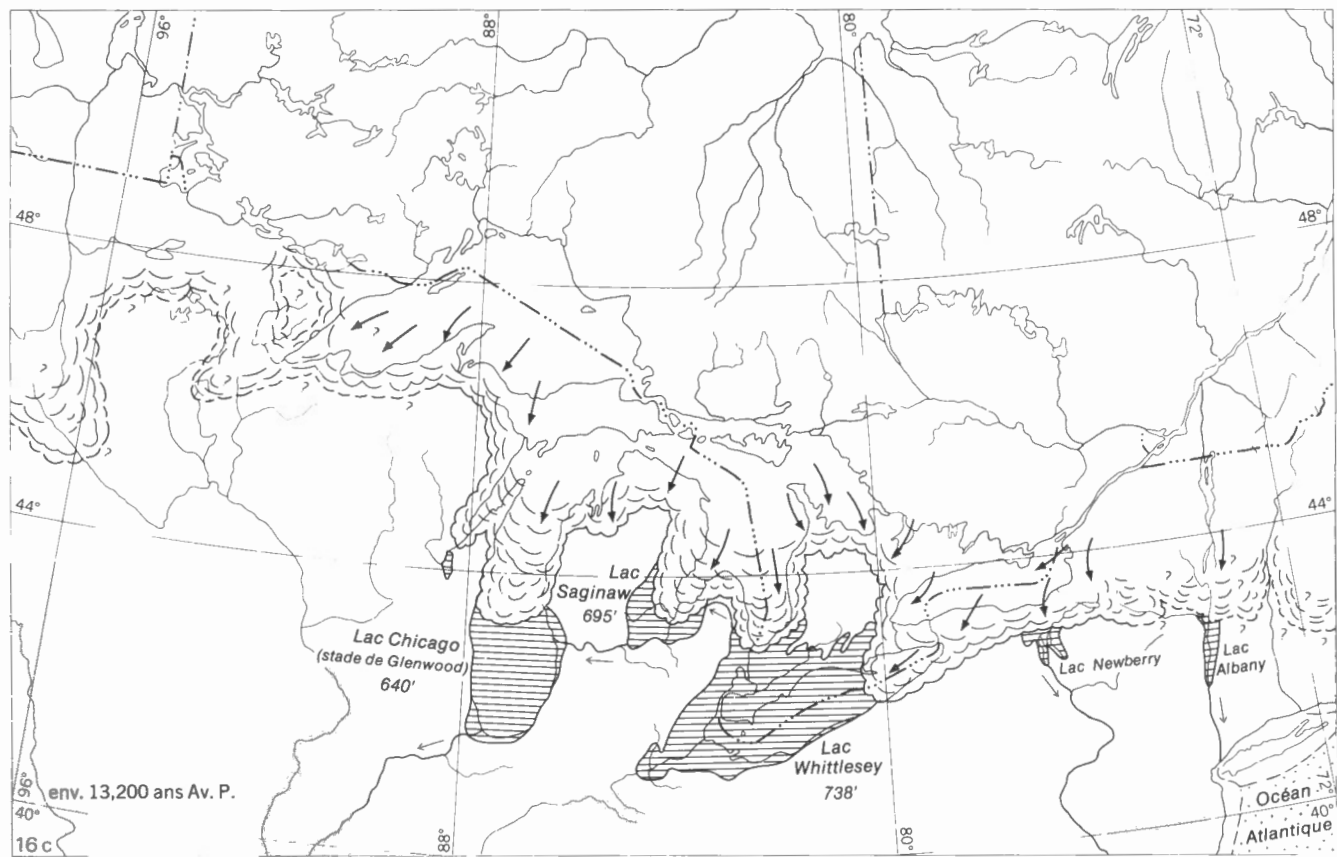 96°
88°
80°
72°
48°
48°
44°
44°
Lac
Saginaw
695'
Lac Chicago
(stade de Glenwood)
640'
Lac Newberry
Lac
Albany
Lac
Whittlesey
738'
env. 13,200 ans Av. P.
96°
40°
88°
80°
72°
40°
Océan
Atlantique
16 c